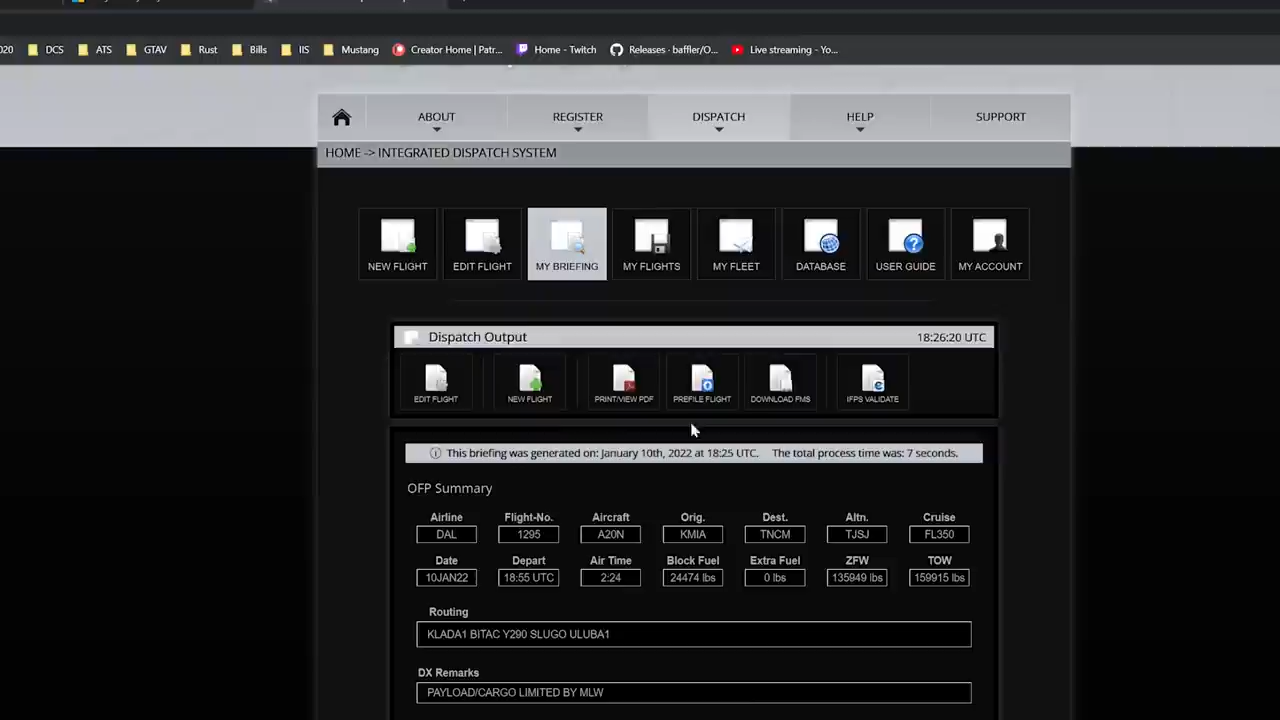 020 DCS ATS GTAV Rust Bills IIS Mustang Creator Home | Patr... Home - Twitch Releases · baffler/O... Live streaming - Yo...
ABOUT REGISTER DISPATCH HELP SUPPORT
HOME -> INTEGRATED DISPATCH SYSTEM
NEW FLIGHT EDIT FLIGHT MY BRIEFING MY FLIGHTS MY FLEET DATABASE USER GUIDE MY ACCOUNT
Dispatch Output 18:26:20 UTC
EDIT FLIGHT NEW FLIGHT PRINT/VIEW PDF PREFILE FLIGHT DOWNLOAD FMS IFPS VALIDATE
This briefing was generated on: January 10th, 2022 at 18:25 UTC. The total process time was: 7 seconds.
OFP Summary
Airline Flight-No. Aircraft Orig. Dest. Altn. Cruise
DAL 1295 A20N KMIA TNCM TJSJ FL350
Date Depart Air Time Block Fuel Extra Fuel ZFW TOW
10JAN22 18:55 UTC 2:24 24474 lbs 0 lbs 135949 lbs 159915 lbs
Routing
KLADA1 BITAC Y290 SLUGO ULUBA1
DX Remarks
PAYLOAD/CARGO LIMITED BY MLW